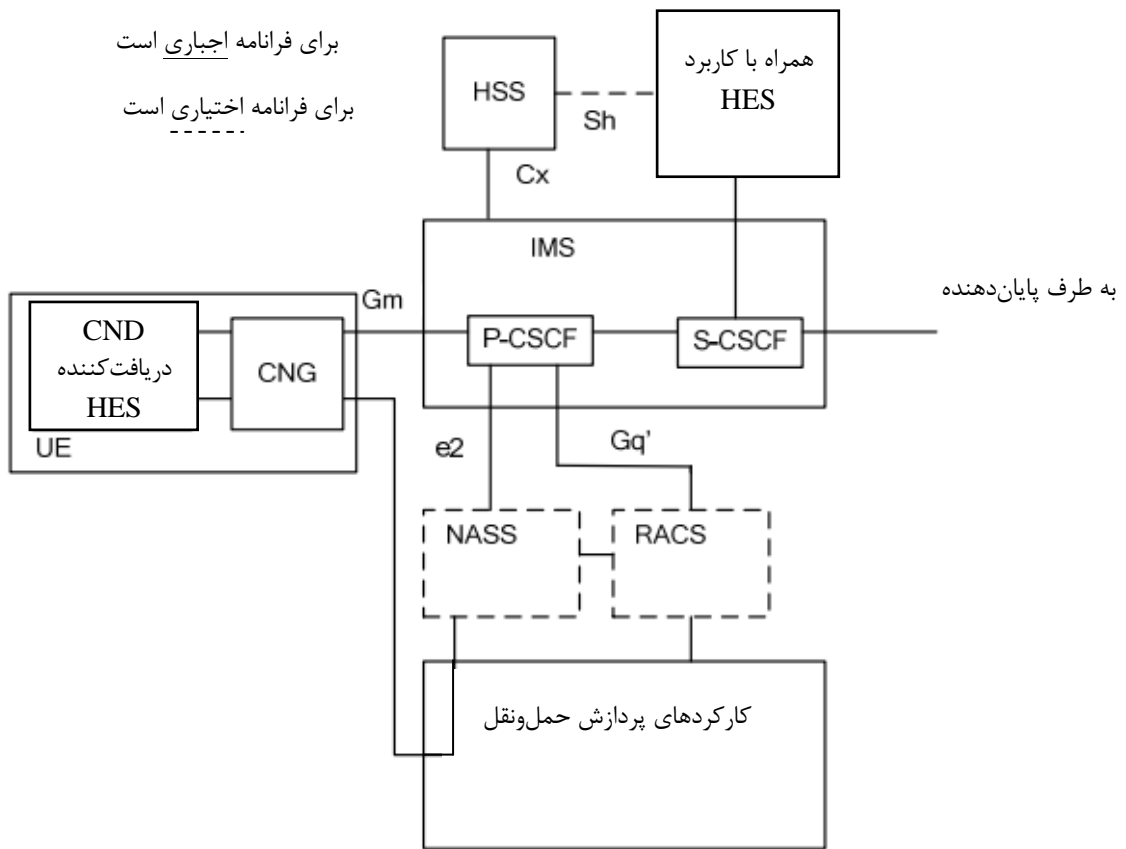 برای فرانامه اجباری است
برای فرانامه اختیاری است
HSS
Sh
همراه با کاربرد
HES
Cx
IMS
به طرف پایان‌دهنده
Gm
P-CSCF
S-CSCF
CND
دریافت‌کننده
HES
CNG
UE
e2
Gq'
NASS
RACS
کارکردهای پردازش حمل‌ونقل